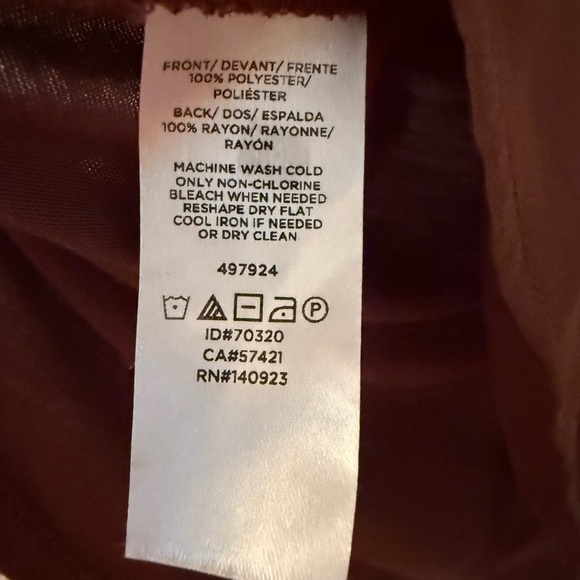 FRONT/ DEVANT/ FRENTE
100% POLYESTER/
POLIÉSTER
BACK/ DOS/ ESPALDA
100% RAYON/ RAYONNE/
RAYÓN
MACHINE WASH COLD
ONLY NON-CHLORINE
BLEACH WHEN NEEDED
RESHAPE DRY FLAT
COOL IRON IF NEEDED
OR DRY CLEAN
497924
P
ID#70320
CA#57421
RN#140923